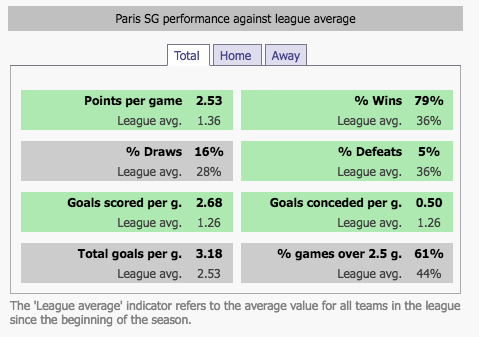 Paris SG performance against league average
Total Home Away
Points per game 2.53 % Wins 79%
League avg. 1.36 League avg. 36%
% Draws 16% % Defeats 5%
League avg. 28% League avg. 36%
Goals scored per g. 2.68 Goals conceded per g. 0.50
League avg. 1.26 League avg. 1.26
Total goals per g. 3.18 % games over 2.5 g. 61%
League avg. 2.53 League avg. 44%
The 'League average' indicator refers to the average value for all teams in the league
since the beginning of the season.